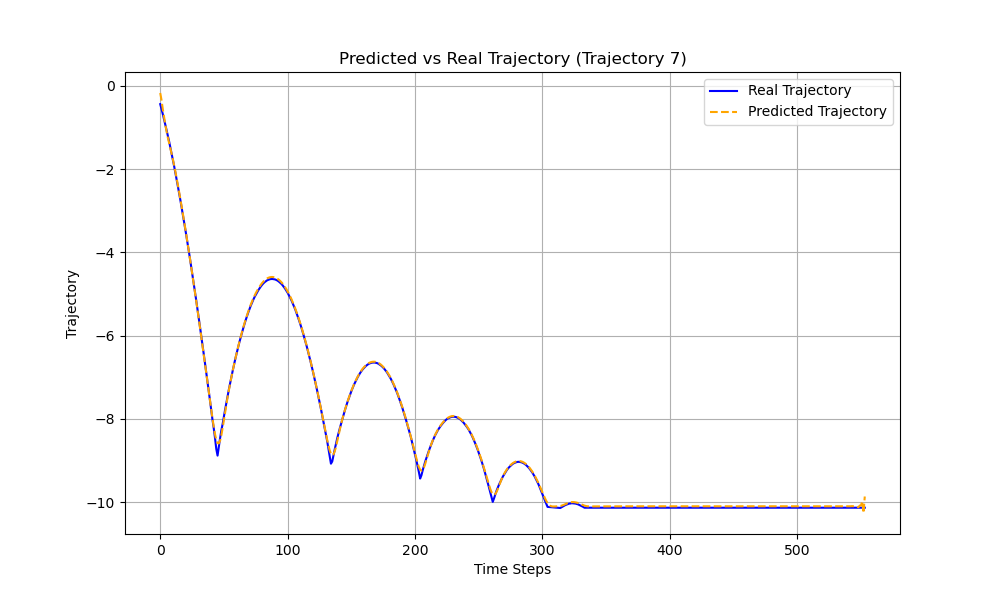 Predicted vs Real Trajectory (Trajectory 7)
Real Trajectory
Predicted Trajectory
0
−2
−4
−6
−8
−10
Trajectory
0 100 200 300 400 500
Time Steps